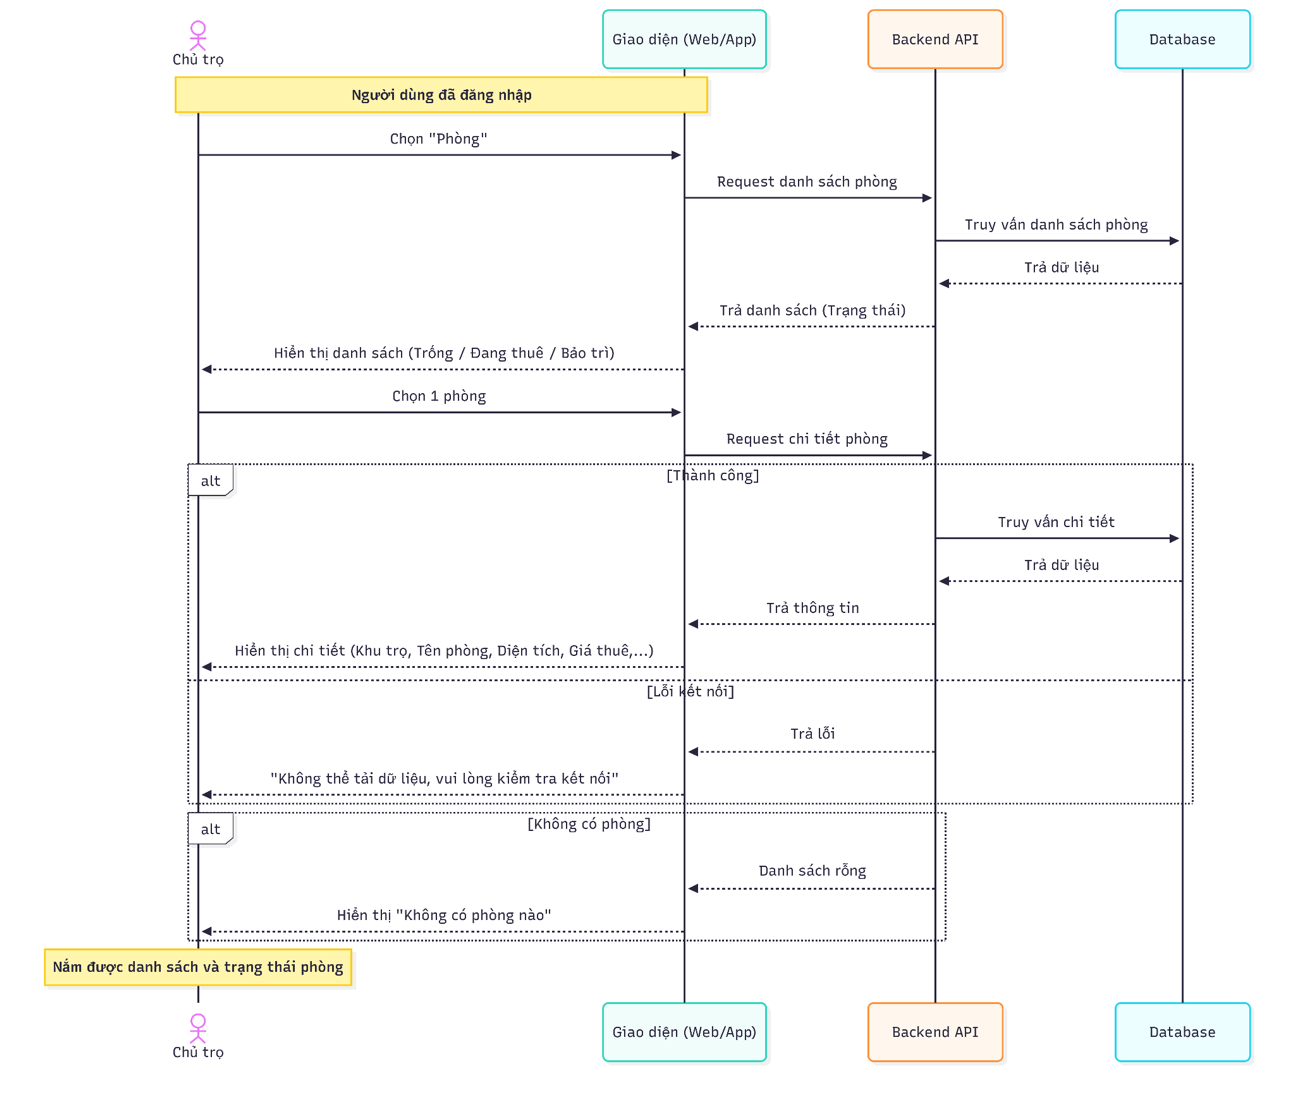 Chủ trọ
Giao diện (Web/App)
Backend API
Database
Người dùng đã đăng nhập
Chọn "Phòng"
Request danh sách phòng
Truy vấn danh sách phòng
Trả dữ liệu
Trả danh sách (Trạng thái)
Hiển thị danh sách (Trống / Đang thuê / Bảo trì)
Chọn 1 phòng
Request chi tiết phòng
alt
[Thành công]
Truy vấn chi tiết
Trả dữ liệu
Trả thông tin
Hiển thị chi tiết (Khu trọ, Tên phòng, Diện tích, Giá thuê,...)
[Lỗi kết nối]
Trả lỗi
"Không thể tải dữ liệu, vui lòng kiểm tra kết nối"
alt
[Không có phòng]
Danh sách rỗng
Hiển thị "Không có phòng nào"
Nắm được danh sách và trạng thái phòng
Chủ trọ
Giao diện (Web/App)
Backend API
Database